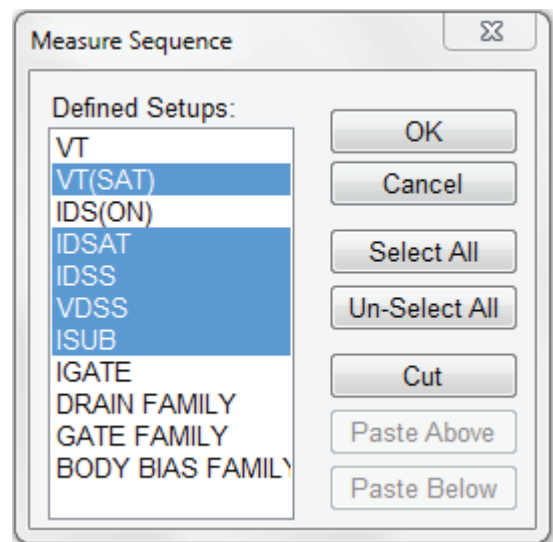 Measure Sequence
Defined Setups:
VT
VT(SAT)
IDS(ON)
IDSAT
IDSS
VDSS
ISUB
IGATE
DRAIN FAMILY
GATE FAMILY
BODY BIAS FAMILY
OK
Cancel
Select All
Un-Select All
Cut
Paste Above
Paste Below